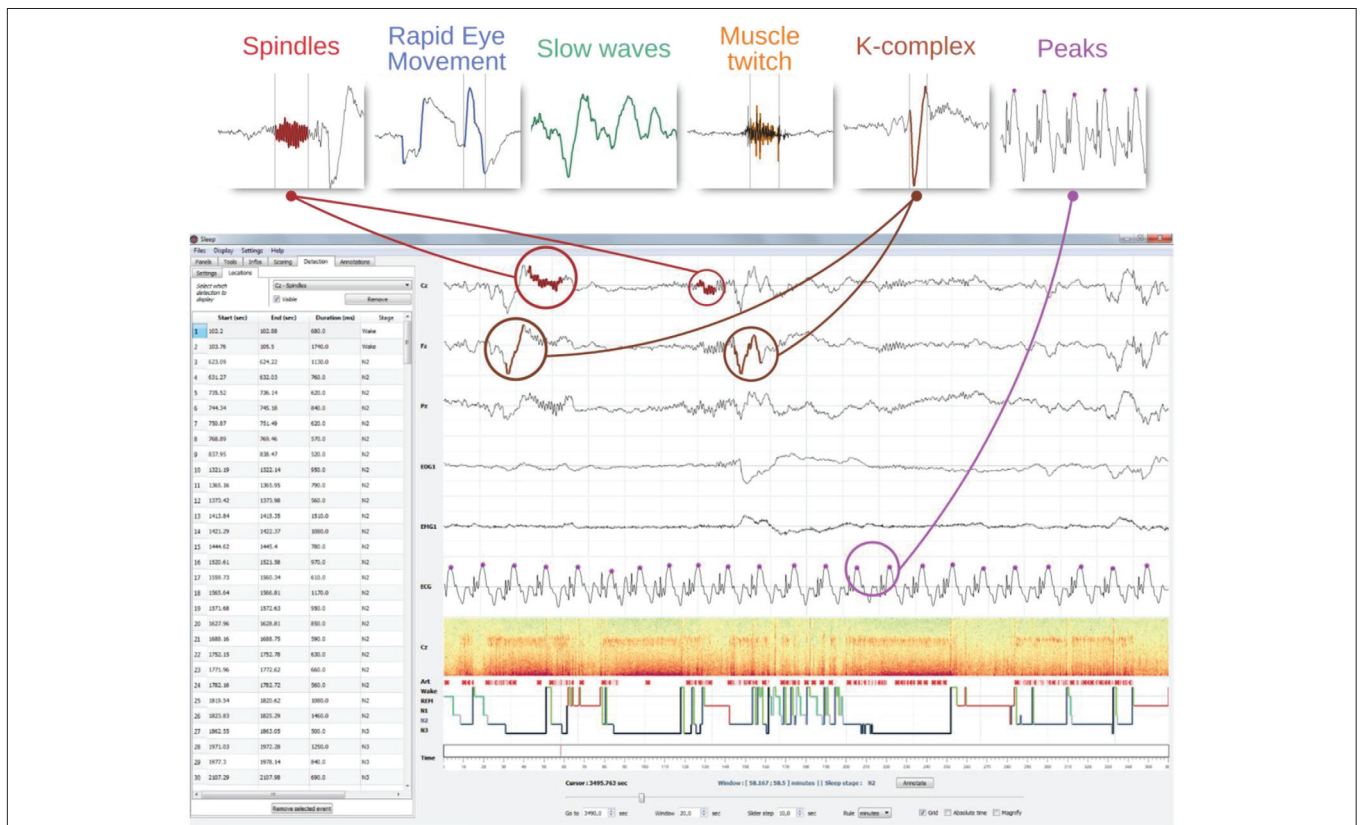 Spindles
Rapid Eye
Movement
Slow waves
Muscle
twitch
K-complex
Peaks
Sleep
Files Display Settings Help
Panels Tools Infos Scoring Detection Annotations
Settings Locations
Select which
detection to
display
Cz - Spindles
Visible Remove
Start (sec) End (sec) Duration (ms) Stage
1 102.2 102.88 680.0 Wake
2 103.76 105.5 1740.0 Wake
3 623.09 624.22 1130.0 N2
4 631.27 632.03 760.0 N2
5 735.52 736.14 620.0 N2
6 744.34 745.18 840.0 N2
7 750.87 751.49 620.0 N2
8 768.89 769.46 570.0 N2
9 837.95 838.47 520.0 N2
10 1321.19 1322.14 950.0 N2
11 1365.16 1365.95 790.0 N2
12 1373.42 1373.98 560.0 N2
13 1413.84 1415.35 1510.0 N2
14 1421.29 1422.37 1080.0 N2
15 1444.62 1445.4 780.0 N2
16 1520.61 1521.58 970.0 N2
17 1559.73 1560.34 610.0 N2
18 1565.64 1566.81 1170.0 N2
19 1571.68 1572.63 950.0 N2
20 1627.96 1628.81 850.0 N2
21 1688.16 1688.75 590.0 N2
22 1752.15 1752.78 630.0 N2
23 1771.96 1772.62 660.0 N2
24 1782.16 1782.72 560.0 N2
25 1819.54 1820.62 1080.0 N2
26 1823.83 1825.29 1460.0 N2
27 1862.55 1863.05 500.0 N3
28 1971.03 1972.28 1250.0 N3
29 1977.3 1978.14 840.0 N3
30 2107.29 2107.98 690.0 N3
Remove selected event
Cz
Fz
Pz
EOG1
EMG1
ECG
Cz
Art
Wake
REM
N1
N2
N3
Time
Cursor : 3495.763 sec Window : [ 58.167 ; 58.5 ] minutes || Sleep stage : N2 Annotate
Go to 3490,0 sec Window 20,0 sec Slider step 10,0 sec Rule minutes Grid Absolute time Magnify